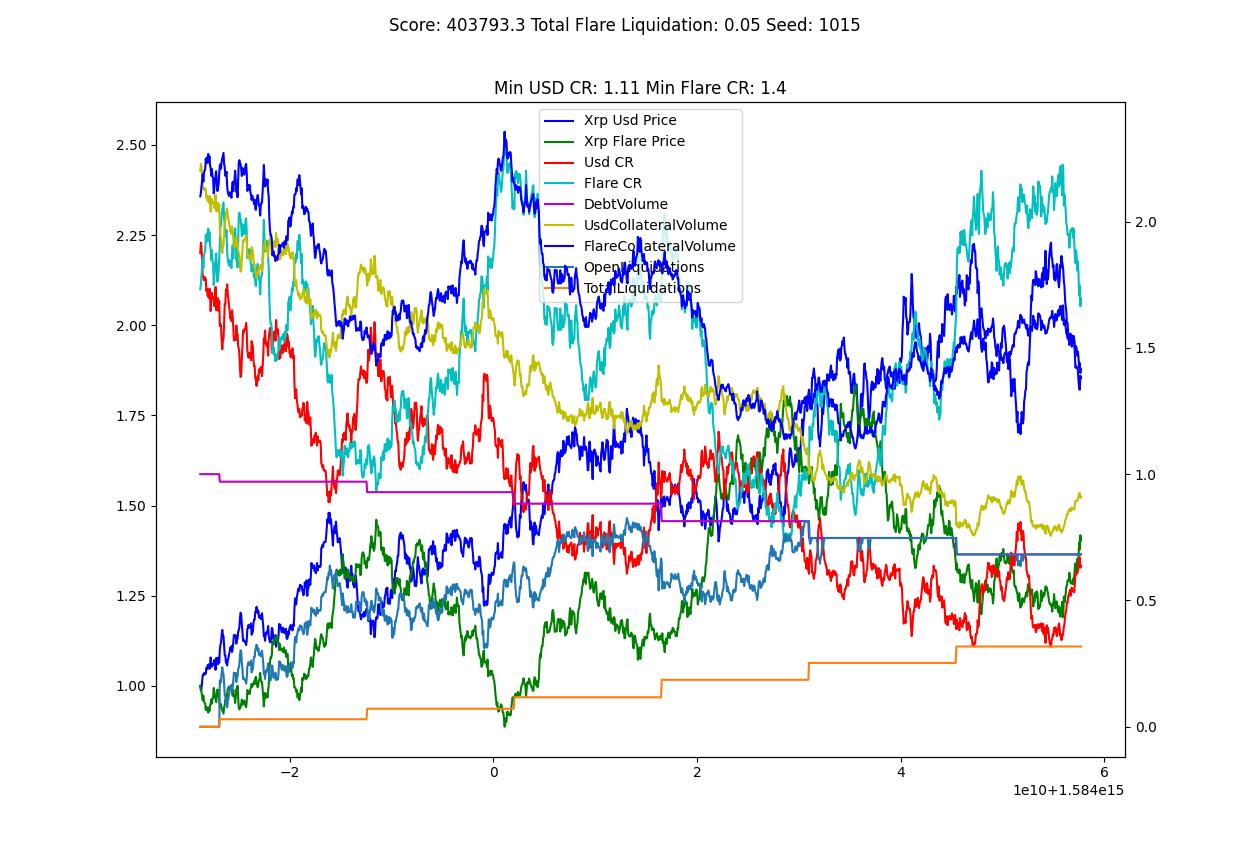 Score: 403793.3 Total Flare Liquidation: 0.05 Seed: 1015
Min USD CR: 1.11 Min Flare CR: 1.4
Xrp Usd Price
Xrp Flare Price
Usd CR
Flare CR
DebtVolume
UsdCollateralVolume
FlareCollateralVolume
OpenLiquidations
TotalLiquidations
2.50
2.25
2.00
1.75
1.50
1.25
1.00
2.0
1.5
1.0
0.5
0.0
−2
0
2
4
6
1e10+1.584e15